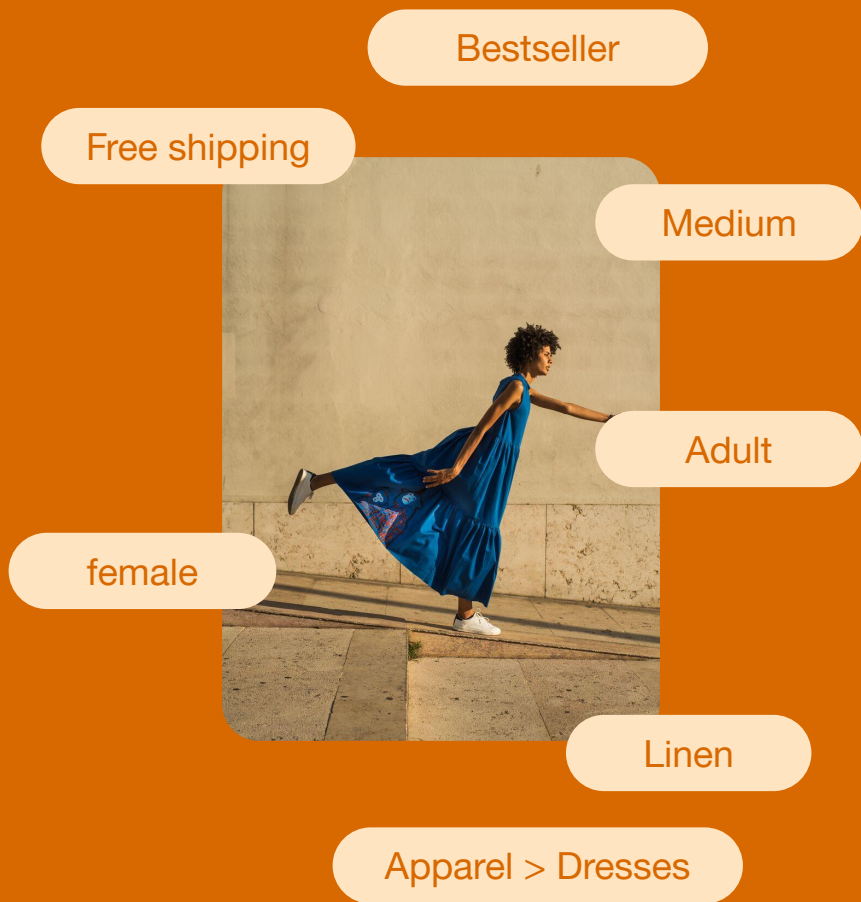 Bestseller
Free shipping
Medium
Adult
female
Linen
Apparel > Dresses